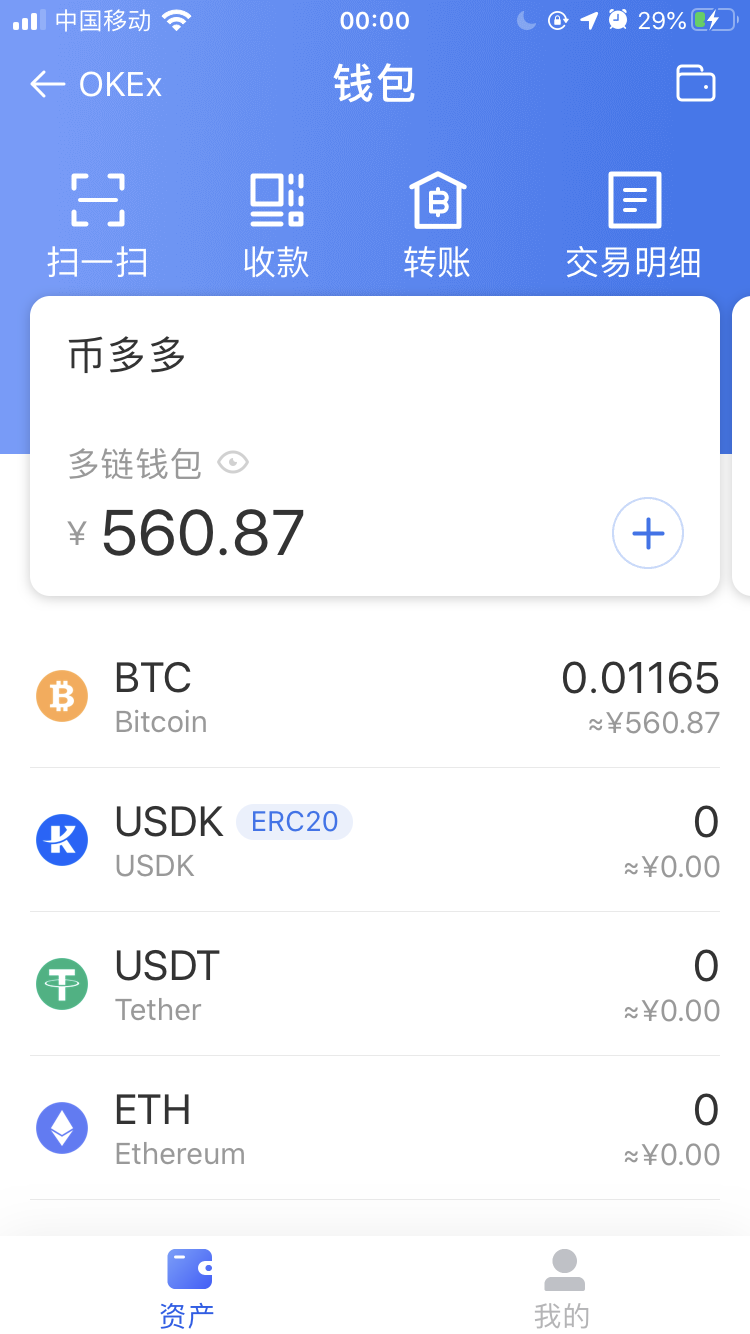 中国移动 00:00 29%
OKEx 钱包
扫一扫 收款 转账 交易明细
币多多
多链钱包
¥ 560.87
BTC 0.01165
Bitcoin ≈¥560.87
USDK ERC20 0
USDK ≈¥0.00
USDT 0
Tether ≈¥0.00
ETH 0
Ethereum ≈¥0.00
资产 我的